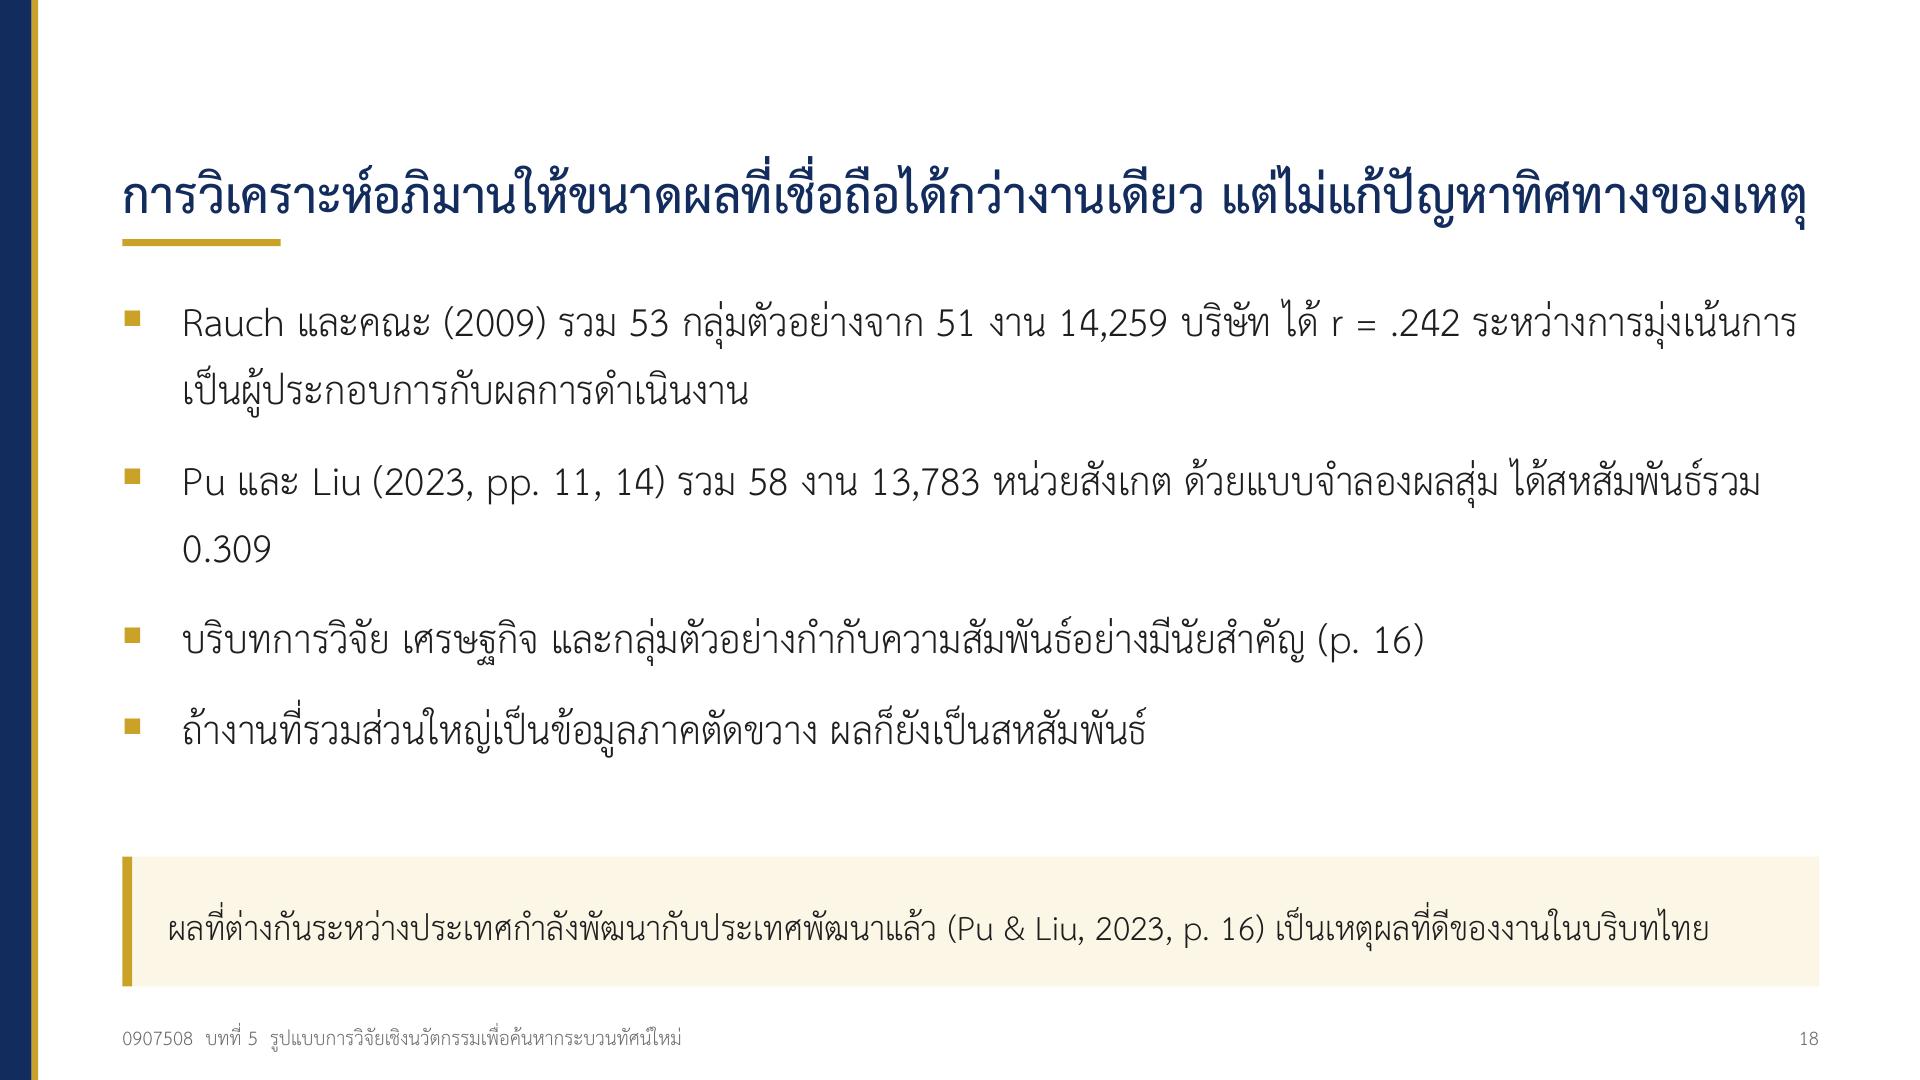 การวิเคราะห์อภิมานให้ขนาดผลที่เชื่อถือได้กว่างานเดียว แต่ไม่แก้ปัญหาทิศทางของเหตุ
Rauch และคณะ (2009) รวม 53 กลุ่มตัวอย่างจาก 51 งาน 14,259 บริษัท ได้ r = .242 ระหว่างการมุ่งเน้นการ
เป็นผู้ประกอบการกับผลการดำเนินงาน
Pu และ Liu (2023, pp. 11, 14) รวม 58 งาน 13,783 หน่วยสังเกต ด้วยแบบจำลองผลสุ่ม ได้สหสัมพันธ์รวม
0.309
บริบทการวิจัย เศรษฐกิจ และกลุ่มตัวอย่างกำกับความสัมพันธ์อย่างมีนัยสำคัญ (p. 16)
ถ้างานที่รวมส่วนใหญ่เป็นข้อมูลภาคตัดขวาง ผลก็ยังเป็นสหสัมพันธ์
ผลที่ต่างกันระหว่างประเทศกำลังพัฒนากับประเทศพัฒนาแล้ว (Pu & Liu, 2023, p. 16) เป็นเหตุผลที่ดีของงานในบริบทไทย
0907508 บทที่ 5 รูปแบบการวิจัยเชิงนวัตกรรมเพื่อค้นหากระบวนทัศน์ใหม่
18